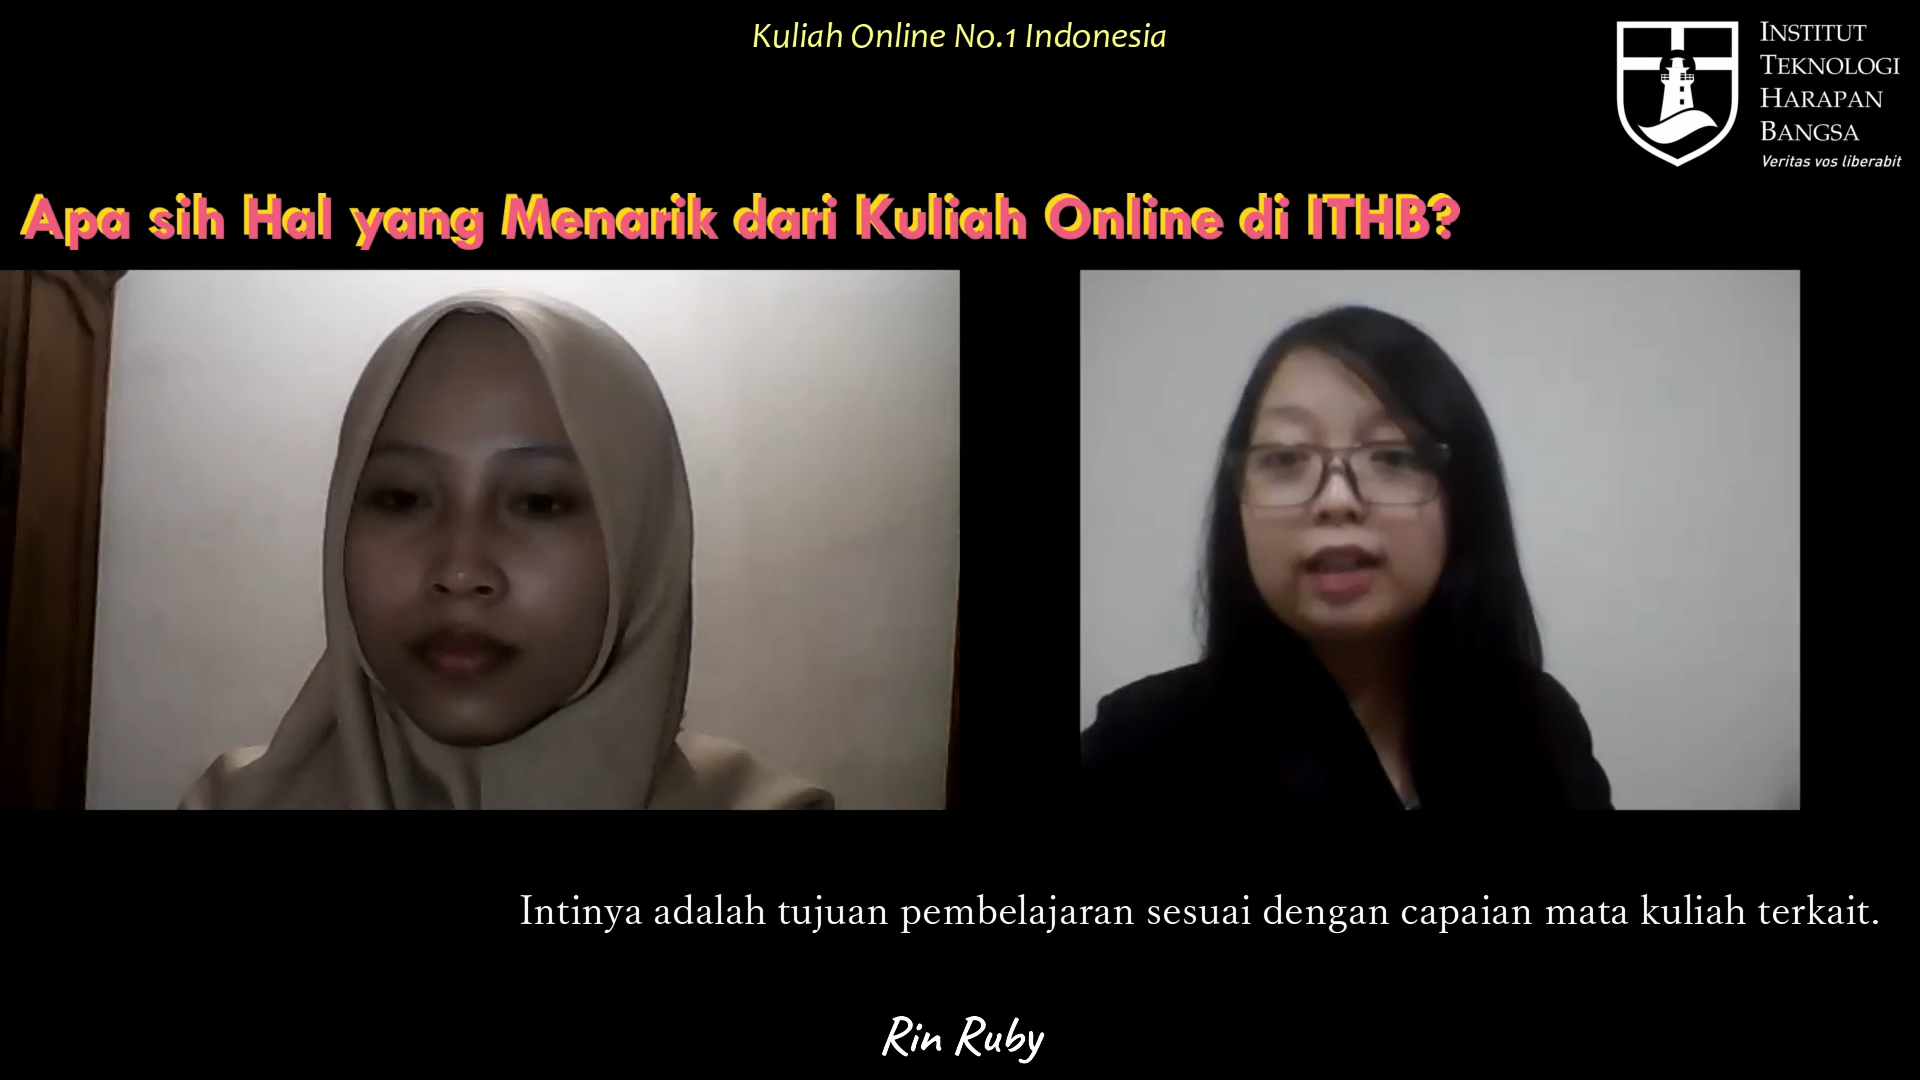 Kuliah Online No.1 Indonesia
INSTITUT
TEKNOLOGI
HARAPAN
BANGSA
Veritas vos liberabit
Apa sih Hal yang Menarik dari Kuliah Online di ITHB?
Intinya adalah tujuan pembelajaran sesuai dengan capaian mata kuliah terkait.
Rin Ruby